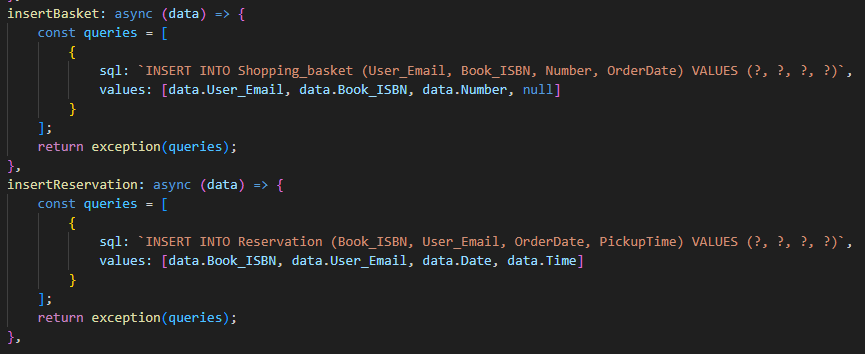 insertBasket: async (data) => {
    const queries = [
        {
            sql: `INSERT INTO Shopping_basket (User_Email, Book_ISBN, Number, OrderDate) VALUES (?, ?, ?, ?)`,
            values: [data.User_Email, data.Book_ISBN, data.Number, null]
        }
    ];
    return exception(queries);
},
insertReservation: async (data) => {
    const queries = [
        {
            sql: `INSERT INTO Reservation (Book_ISBN, User_Email, OrderDate, PickupTime) VALUES (?, ?, ?, ?)`,
            values: [data.Book_ISBN, data.User_Email, data.Date, data.Time]
        }
    ];
    return exception(queries);
},